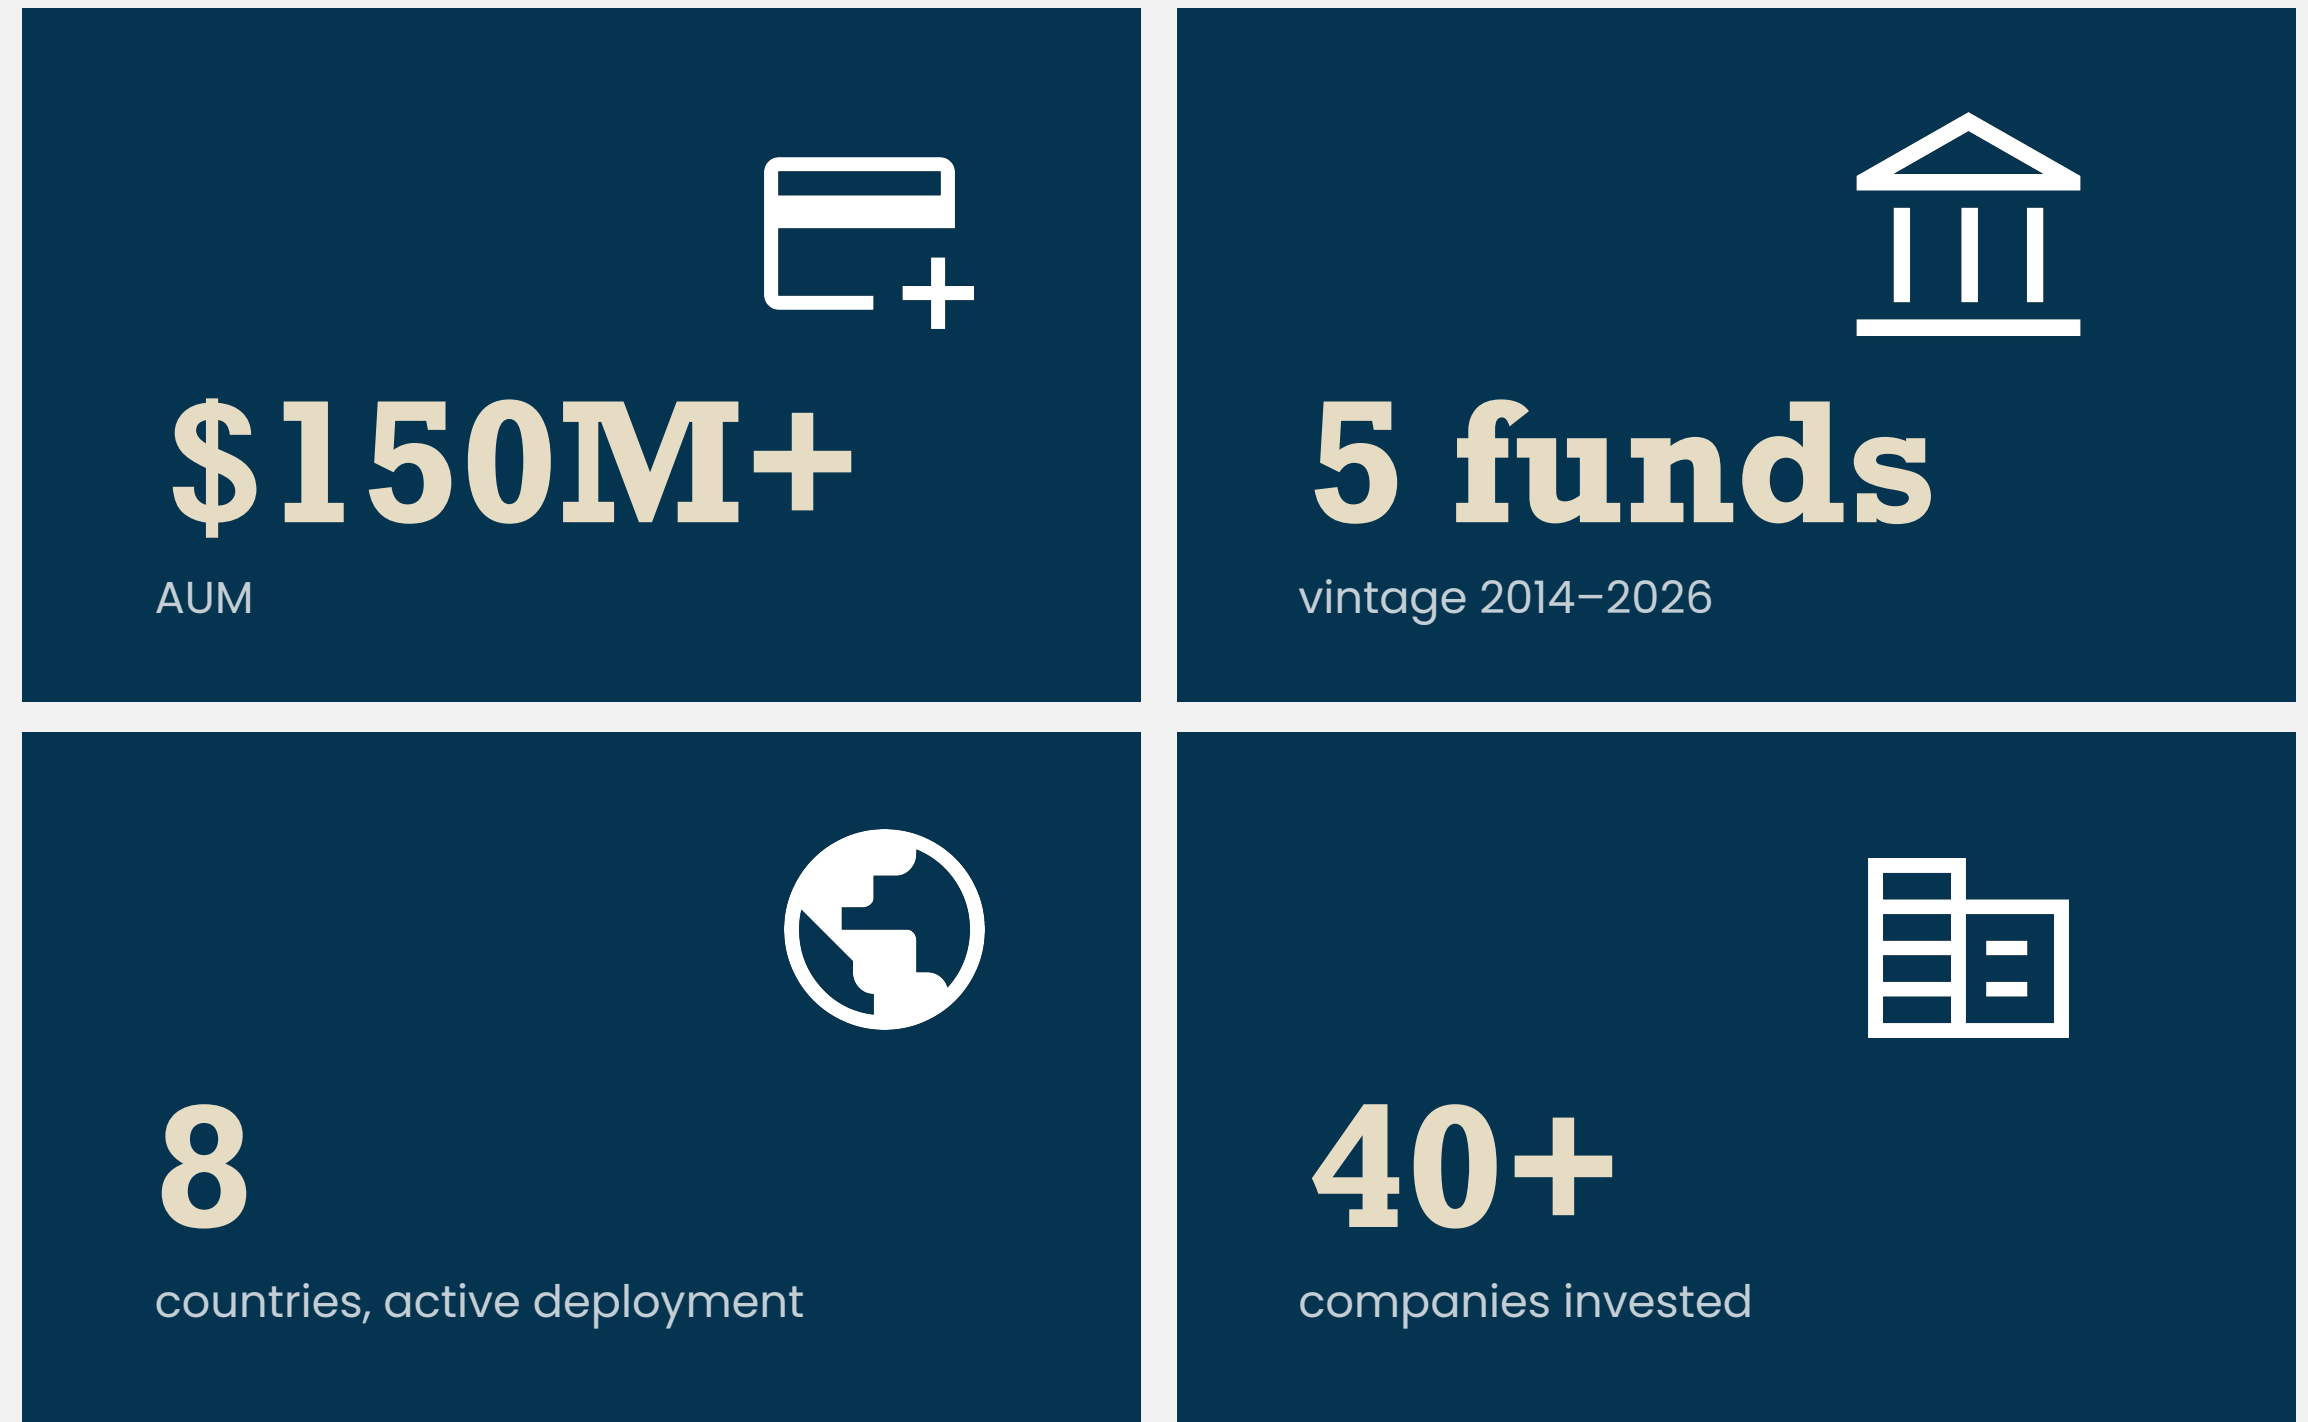 $150M+
AUM
5 funds
vintage 2014–2026
8
countries, active deployment
40+
companies invested